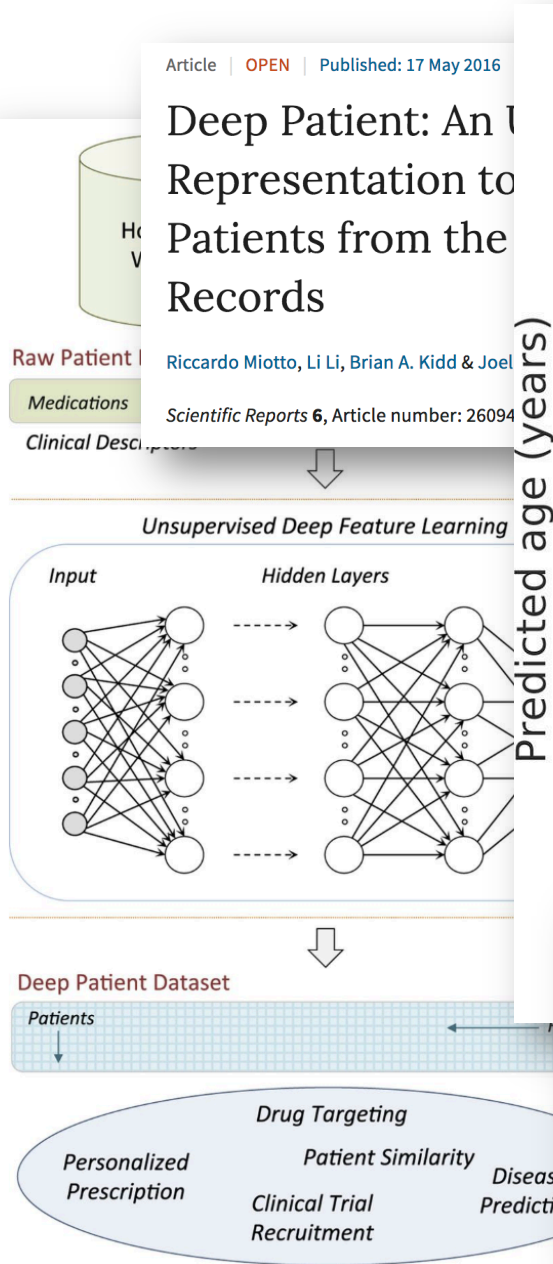 Article | OPEN | Published: 17 May 2016
Deep Patient: An
Representation to
Patients from the
Records
Riccardo Miotto, Li Li, Brian A. Kidd & Joel
Scientific Reports 6, Article number: 26094
Raw Patient
Medications
Clinical
Unsupervised Deep Feature Learning
Input
Hidden Layers
Predicted age (years)
Deep Patient Dataset
Patients
Drug Targeting
Personalized
Prescription
Patient Similarity
Clinical Trial
Recruitment